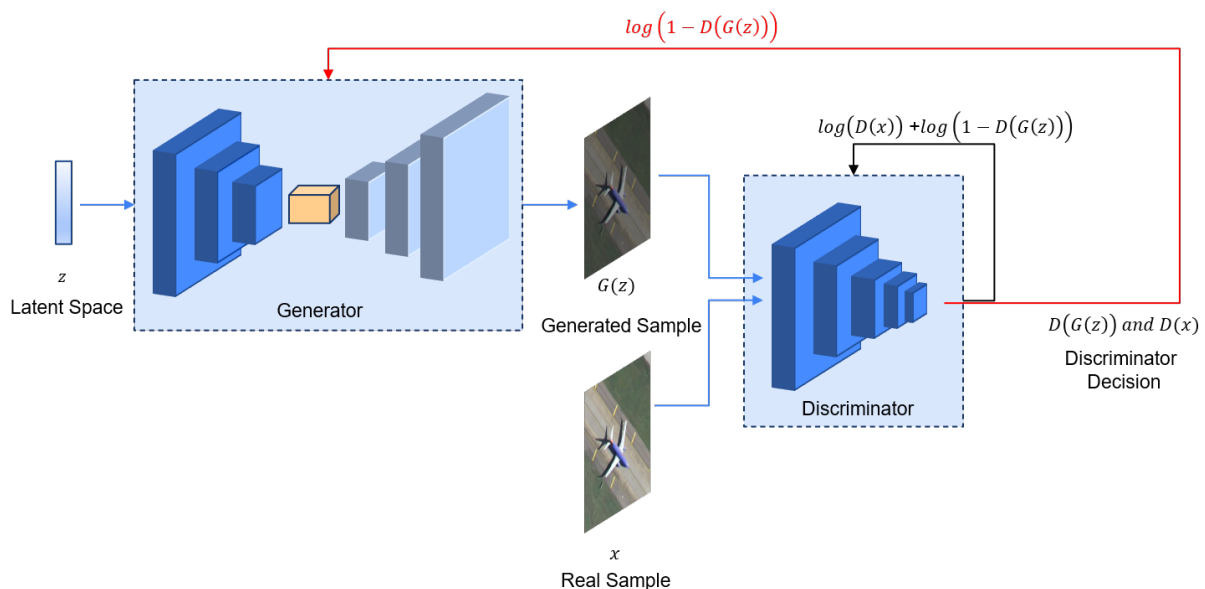 log(1 − D(G(z)))
log(D(x)) +log(1 − D(G(z)))
z
Latent Space
Generator
G(z)
Generated Sample
Discriminator
D(G(z)) and D(x)
Discriminator
Decision
x
Real Sample